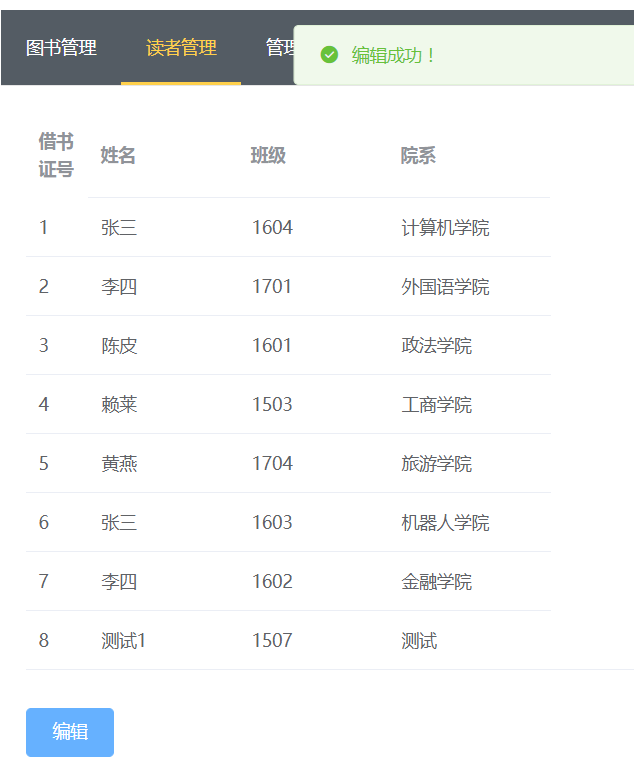 图书管理 读者管理 管理
编辑成功！
借书
证号 姓名 班级 院系
1 张三 1604 计算机学院
2 李四 1701 外国语学院
3 陈皮 1601 政法学院
4 赖莱 1503 工商学院
5 黄燕 1704 旅游学院
6 张三 1603 机器人学院
7 李四 1602 金融学院
8 测试1 1507 测试
编辑